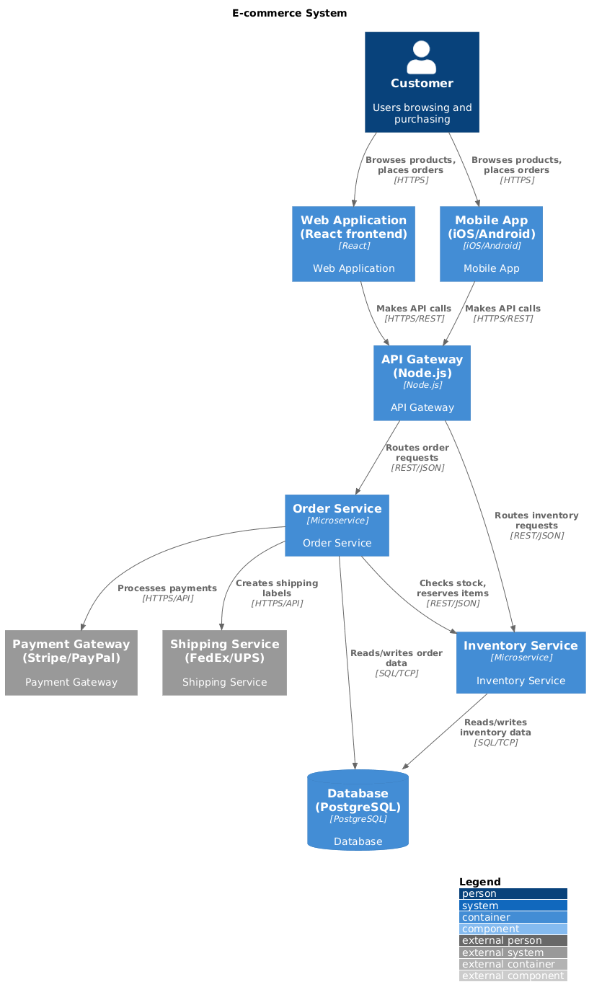 E-commerce System
Customer
Users browsing and
purchasing
Browses products,
places orders
[HTTPS]
Browses products,
places orders
[HTTPS]
Web Application
(React frontend)
[React]
Web Application
Mobile App
(iOS/Android)
[iOS/Android]
Mobile App
Makes API calls
[HTTPS/REST]
Makes API calls
[HTTPS/REST]
API Gateway
(Node.js)
[Node.js]
API Gateway
Routes order
requests
[REST/JSON]
Order Service
[Microservice]
Order Service
Routes inventory
requests
[REST/JSON]
Processes payments
[HTTPS/API]
Creates shipping
labels
[HTTPS/API]
Checks stock,
reserves items
[REST/JSON]
Payment Gateway
(Stripe/PayPal)
Payment Gateway
Shipping Service
(FedEx/UPS)
Shipping Service
Reads/writes order
data
[SQL/TCP]
Inventory Service
[Microservice]
Inventory Service
Reads/writes
inventory data
[SQL/TCP]
Database
(PostgreSQL)
[PostgreSQL]
Database
Legend
person
system
container
component
external person
external system
external container
external component